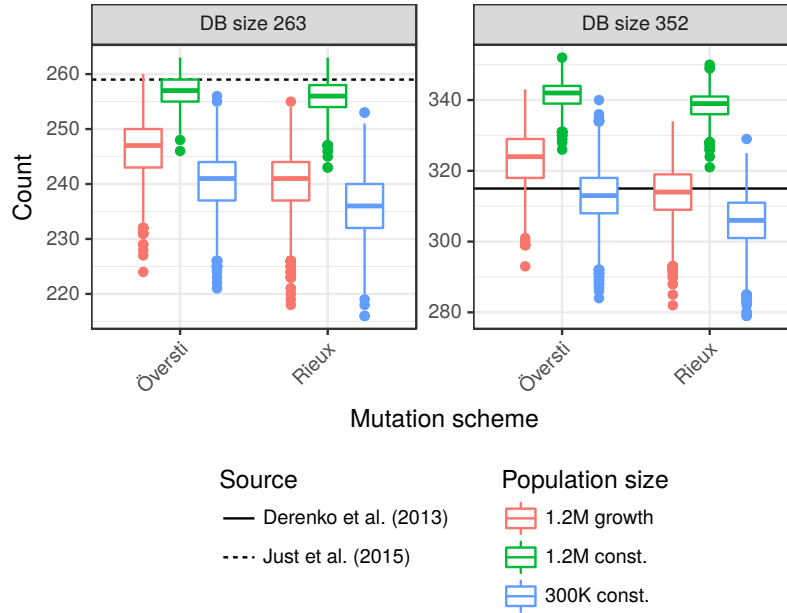 DB size 263
DB size 352
Count
260
250
240
230
220
340
320
300
280
Översti
Rieux
Översti
Rieux
Mutation scheme
Source
Derenko et al. (2013)
Just et al. (2015)
Population size
1.2M growth
1.2M const.
300K const.